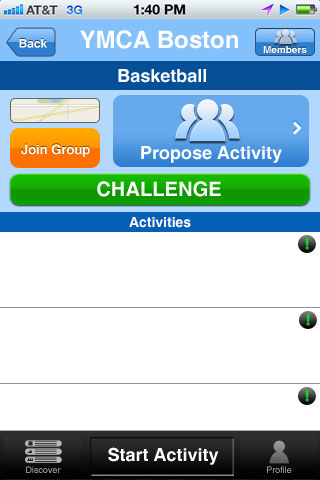 AT&T 3G 1:40 PM
Back YMCA Boston Members
Basketball
Join Group
Propose Activity
CHALLENGE
Activities
!
!
!
Discover Start Activity Profile